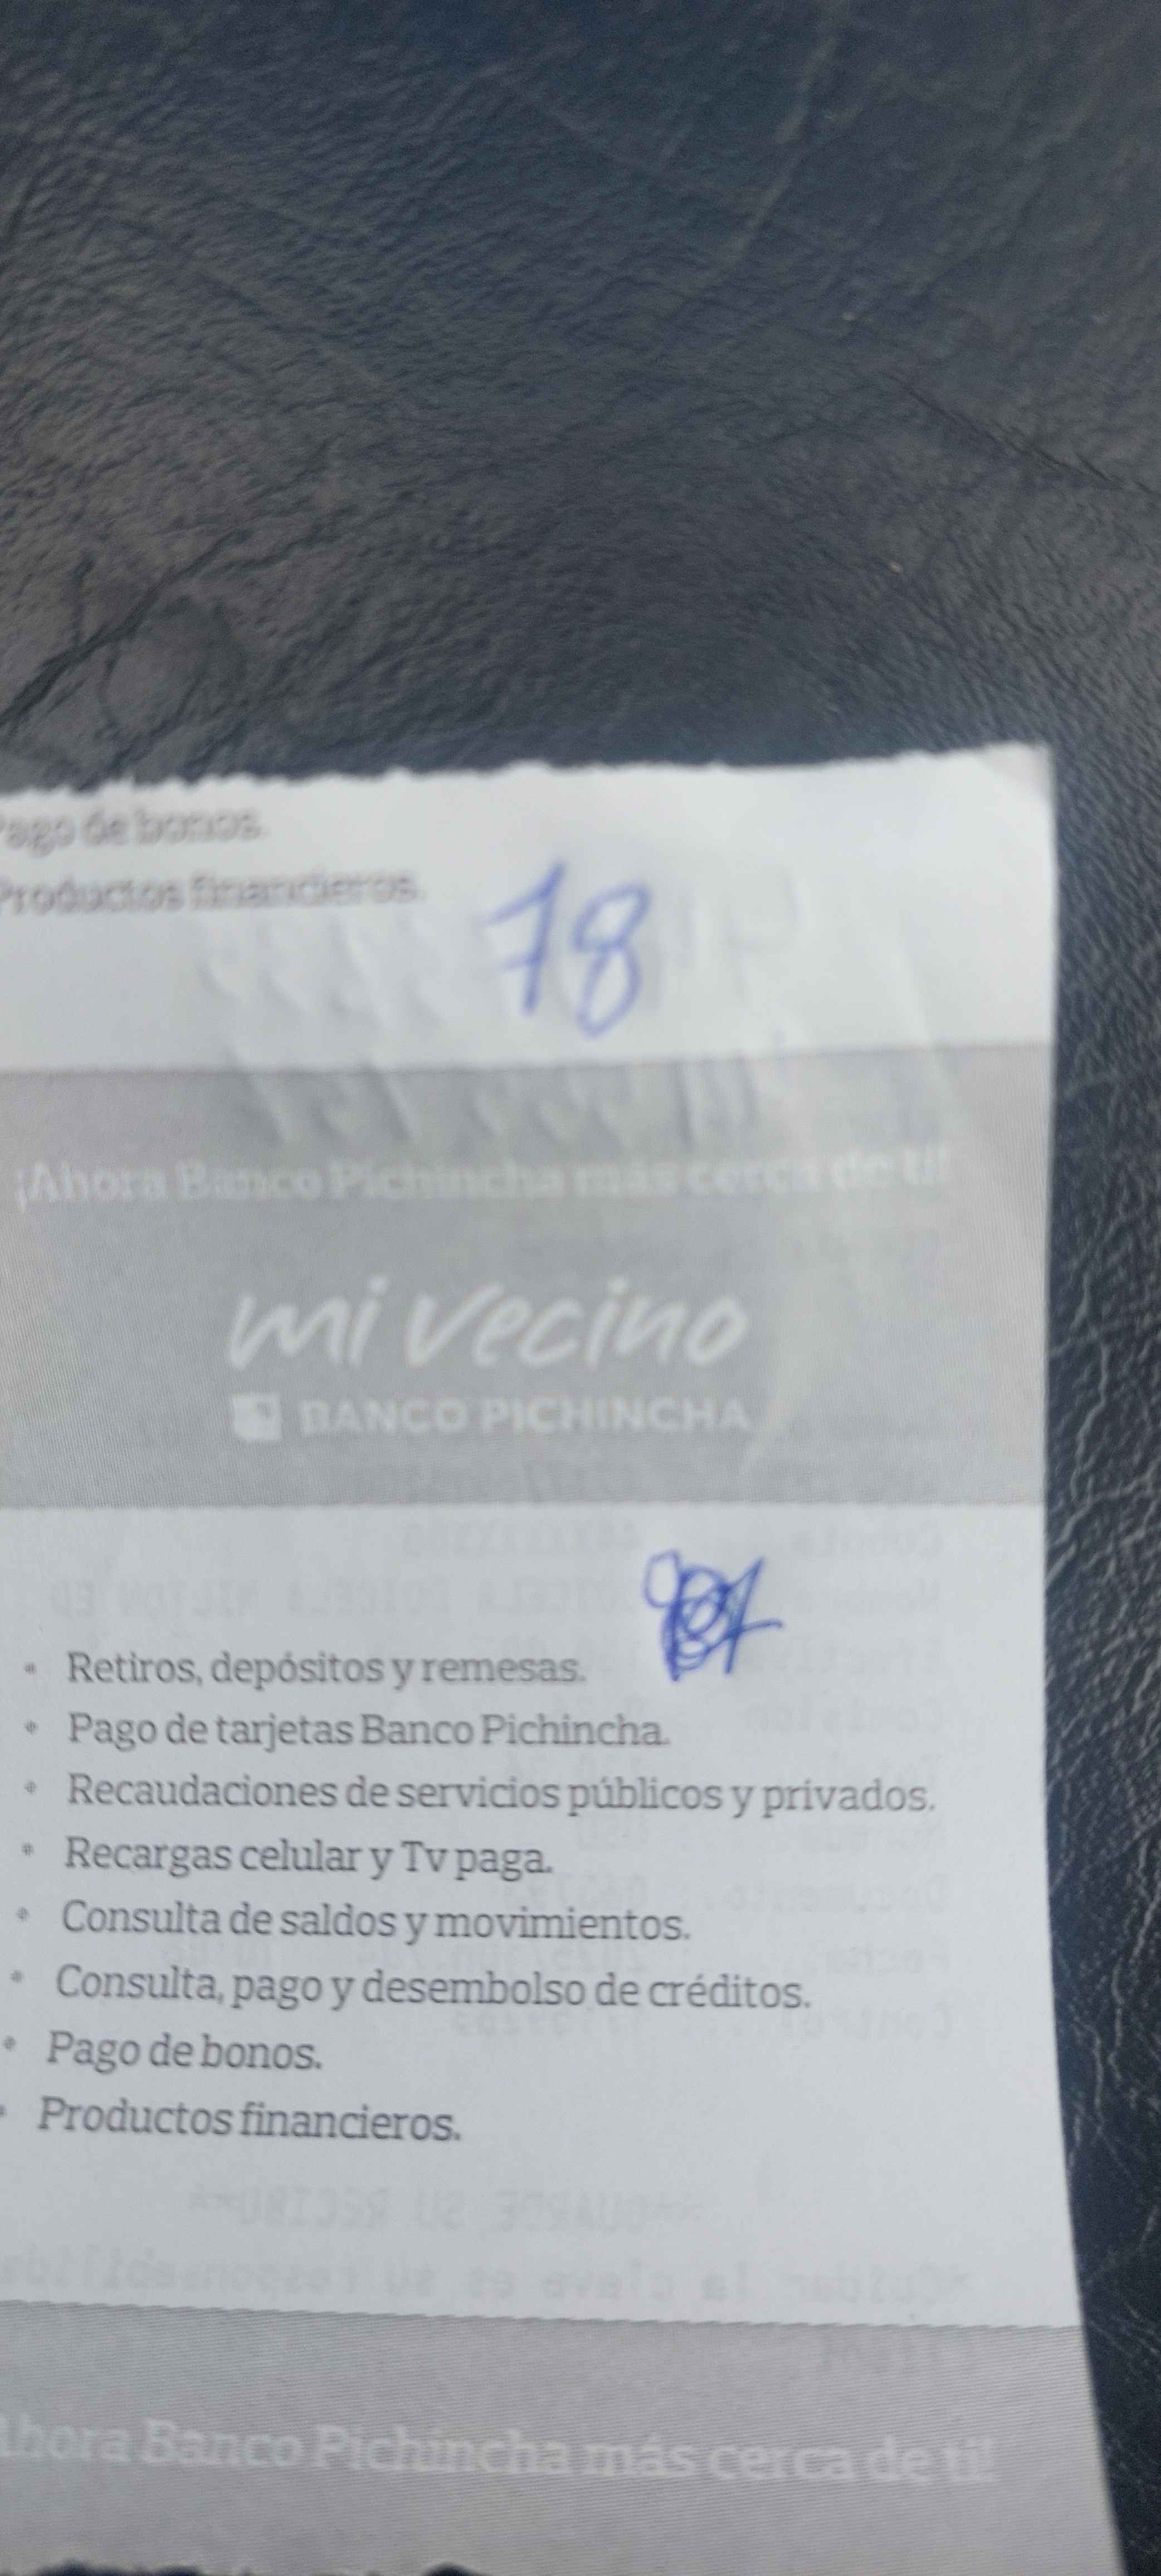 Pago de bonos.
Productos financieros.
78
¡Ahora Banco Pichincha más cerca de ti!
mi vecino
BANCO PICHINCHA
• Retiros, depósitos y remesas.
• Pago de tarjetas Banco Pichincha.
• Recaudaciones de servicios públicos y privados.
• Recargas celular y Tv paga.
• Consulta de saldos y movimientos.
• Consulta, pago y desembolso de créditos.
• Pago de bonos.
• Productos financieros.
Ahora Banco Pichincha más cerca de ti!